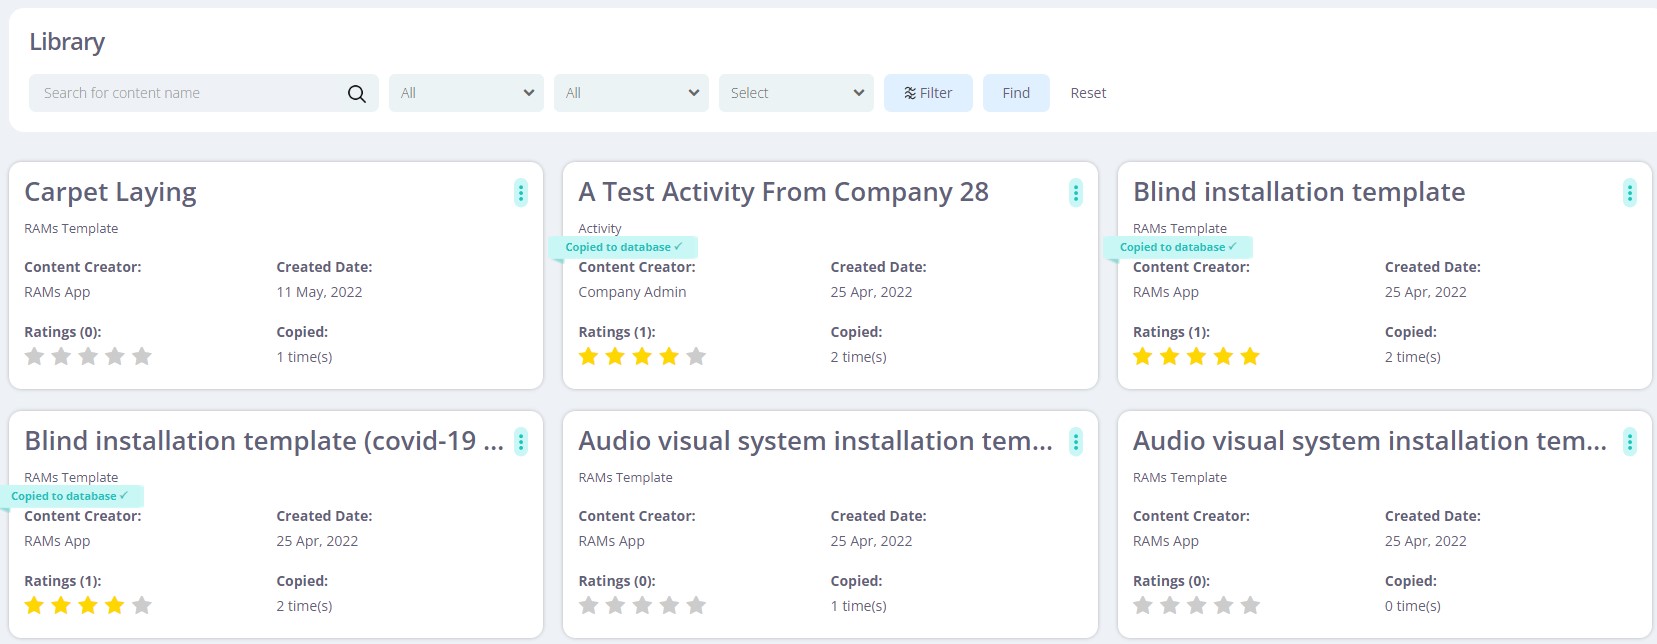 Library
Search for content name
All
All
Select
Filter
Find
Reset
Carpet Laying
RAMs Template
Content Creator:
Created Date:
RAMs App
11 May, 2022
Ratings (0):
Copied:
1 time(s)
A Test Activity From Company 28
Activity
Copied to database ✓
Content Creator:
Created Date:
Company Admin
25 Apr, 2022
Ratings (1):
Copied:
2 time(s)
Blind installation template
RAMs Template
Copied to database ✓
Content Creator:
Created Date:
RAMs App
25 Apr, 2022
Ratings (1):
Copied:
2 time(s)
Blind installation template (covid-19 ...
RAMs Template
Copied to database ✓
Content Creator:
Created Date:
RAMs App
25 Apr, 2022
Ratings (1):
Copied:
2 time(s)
Audio visual system installation tem...
RAMs Template
Content Creator:
Created Date:
RAMs App
25 Apr, 2022
Ratings (0):
Copied:
1 time(s)
Audio visual system installation tem...
RAMs Template
Content Creator:
Created Date:
RAMs App
25 Apr, 2022
Ratings (0):
Copied:
0 time(s)